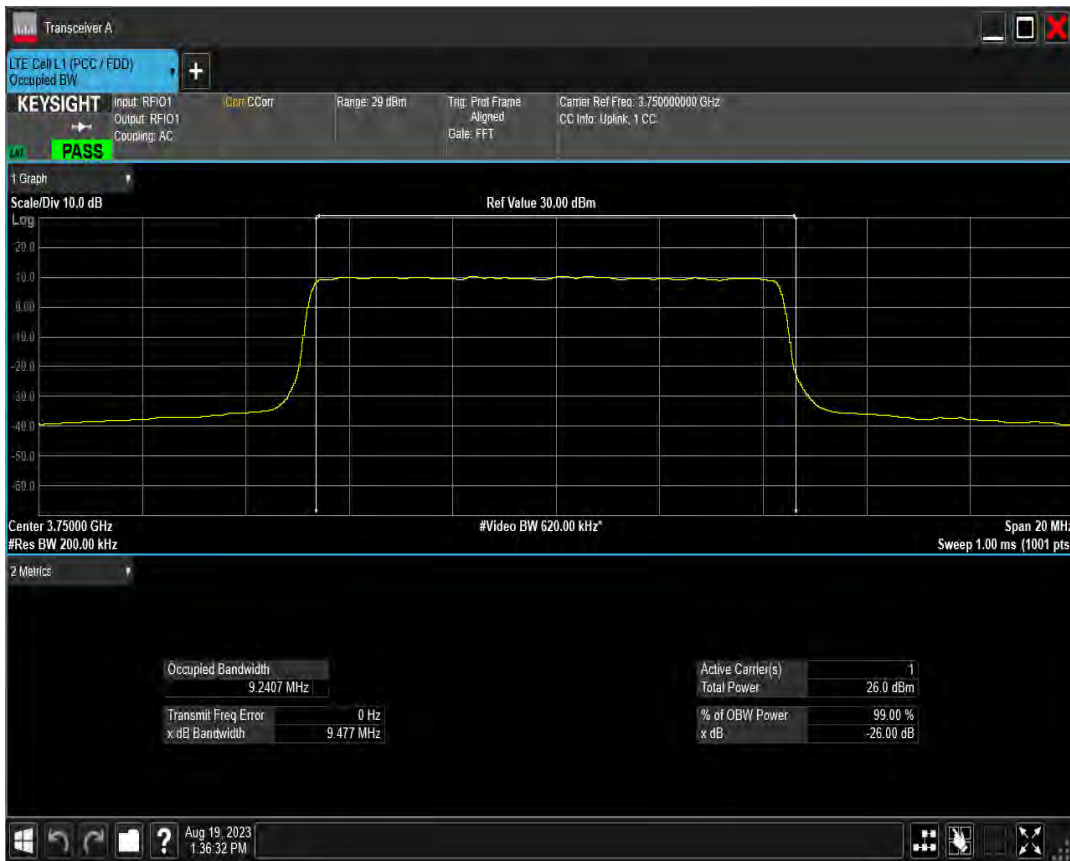 Transceiver A
LTE Cell L1 (PCC / FDD)
Occupied BW
+
KEYSIGHT
Input: RFIO1
Output: RFIO1
Coupling: AC
Corr CCorr
Range: 29 dBm
Trig: Prot Frame
Aligned
Gate: FFT
Carrier Ref Freq: 3.750000000 GHz
CC Info: Uplink, 1 CC
PASS
1 Graph
Scale/Div 10.0 dB
Ref Value 30.00 dBm
Log
20.0
10.0
0.00
-10.0
-20.0
-30.0
-40.0
-50.0
-60.0
Center 3.75000 GHz
#Video BW 620.00 kHz*
Span 20 MHz
#Res BW 200.00 kHz
Sweep 1.00 ms (1001 pts
2 Metrics
Occupied Bandwidth
9.2407 MHz
Transmit Freq Error 0 Hz
x dB Bandwidth 9.477 MHz
Active Carrier(s) 1
Total Power 26.0 dBm
% of OBW Power 99.00 %
x dB -26.00 dB
?
Aug 19, 2023
1:36:32 PM